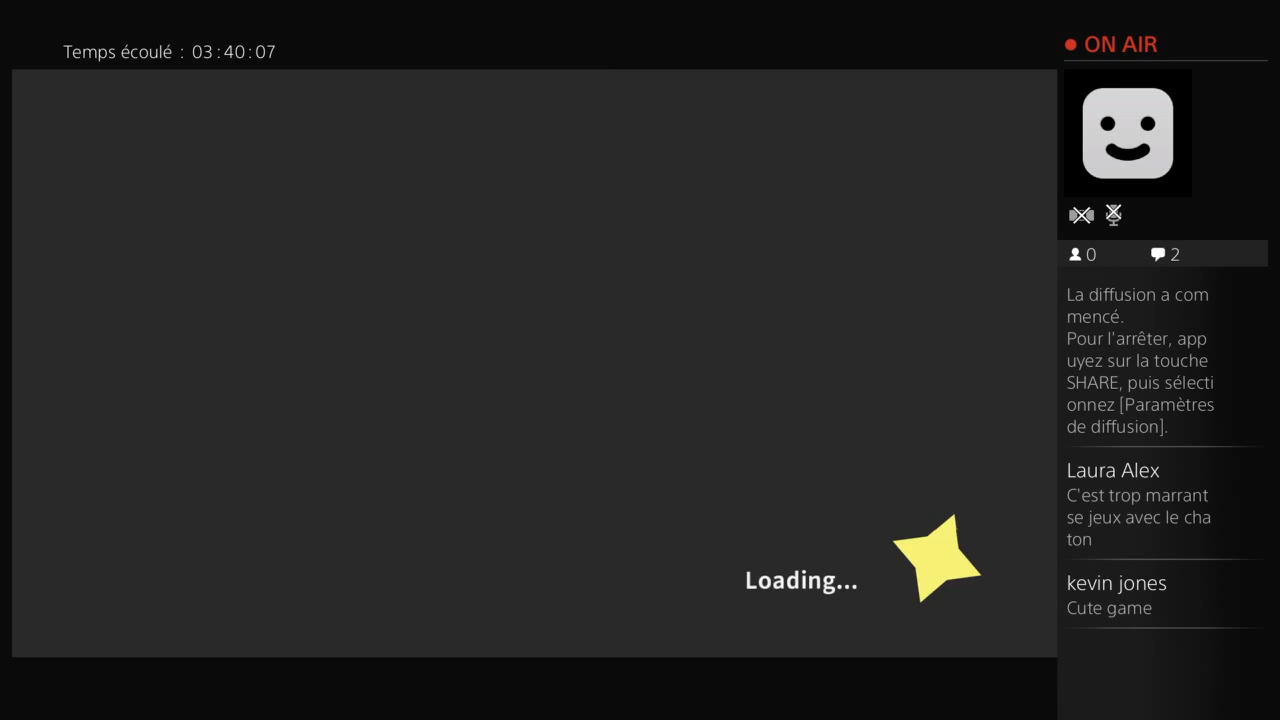 Temps écoulé : 03:40:07
ON AIR
0 2
La diffusion a com
mencé.
Pour l'arrêter, app
uyez sur la touche
SHARE, puis sélecti
onnez [Paramètres
de diffusion].
Laura Alex
C'est trop marrant
se jeux avec le cha
ton
kevin jones
Cute game
Loading...